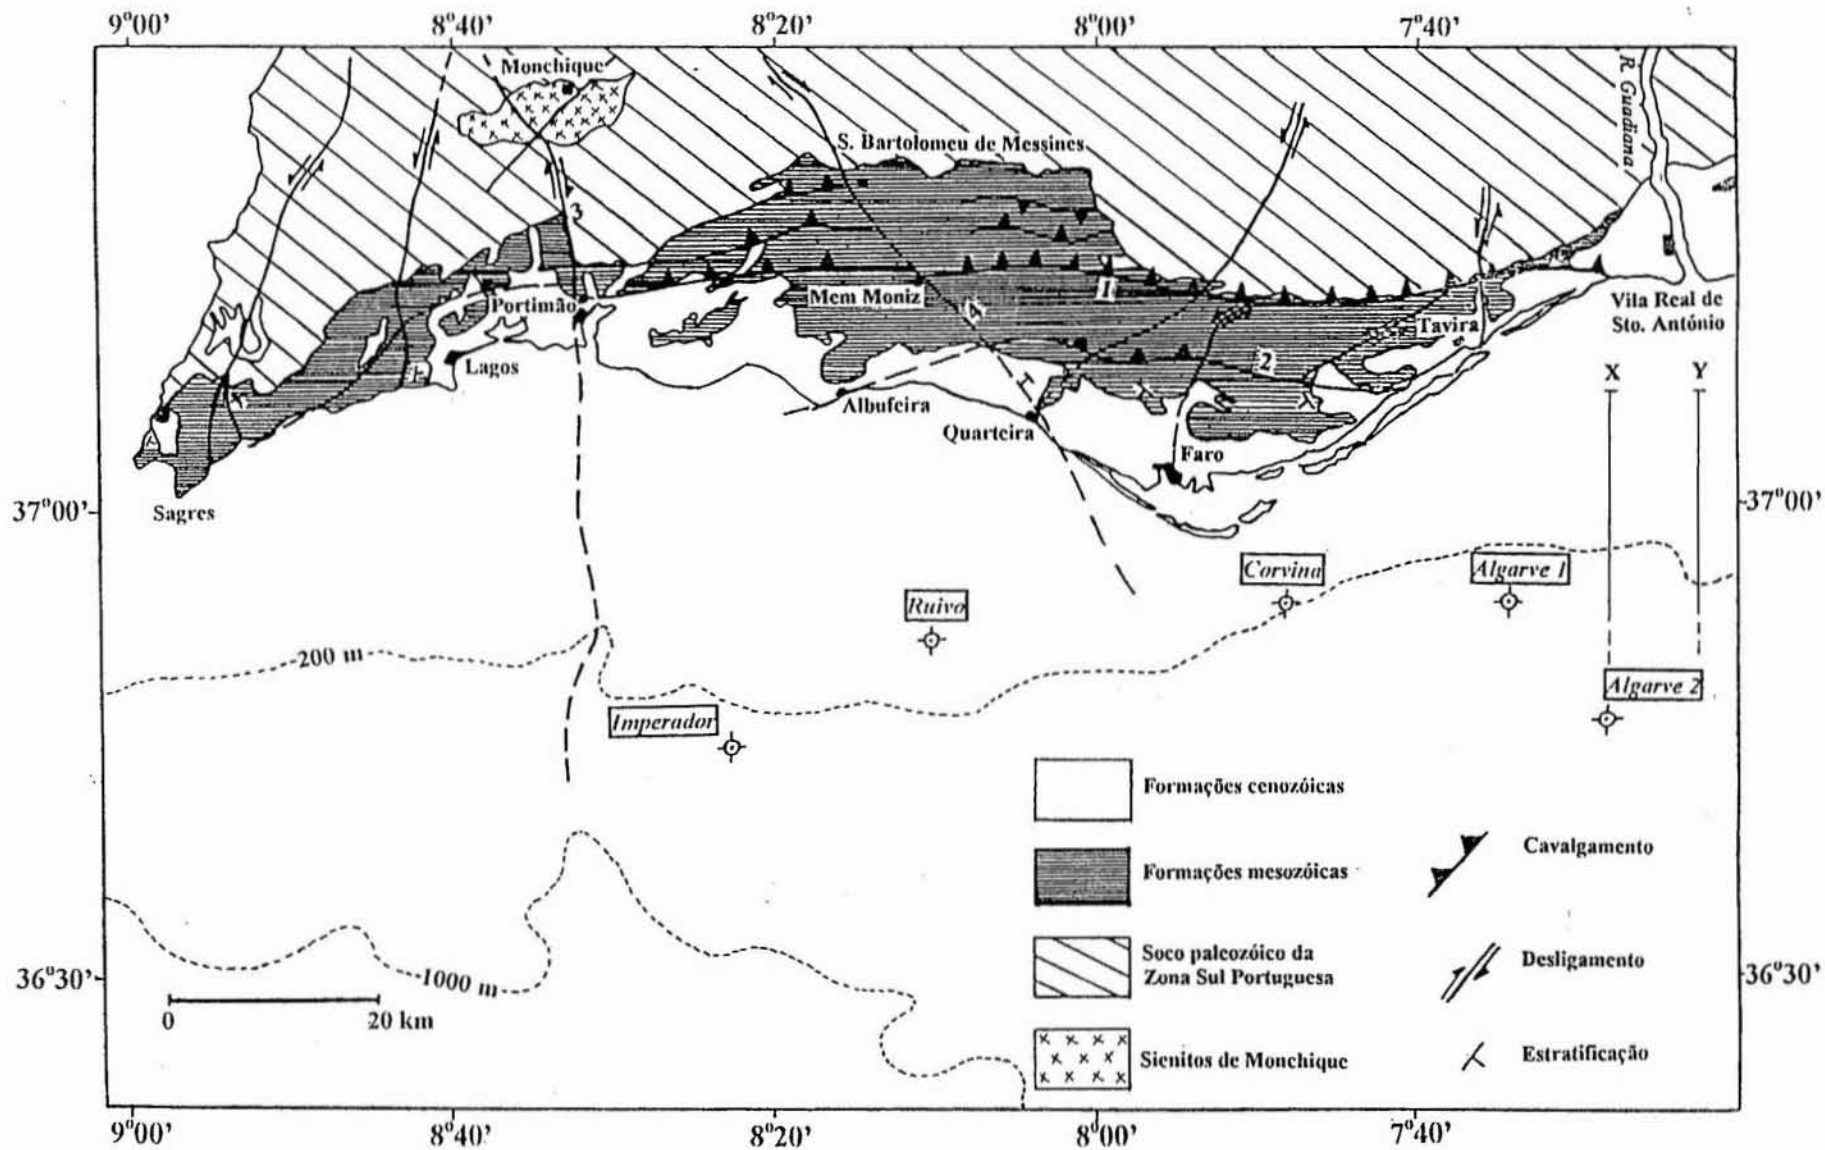 9°00'
8°40'
8°20'
8°00'
7°40'
Monchique
R. Guadiana
S. Bartolomeu de Messines
3
Portimão
Mem Moniz
1
4
Tavira
Vila Real de
Sto. António
2
Lagos
X
Y
Albufeira
Quarteira
Faro
Sagres
37°00'
37°00'
Corvina
Algarve 1
Ruivo
200 m
Algarve 2
Imperador
Formações cenozóicas
Cavalgamento
Formações mesozóicas
Soco paleozóico da
Zona Sul Portuguesa
Desligamento
36°30'
36°30'
1000 m
0
20 km
Sienitos de Monchique
Estratificação
9°00'
8°40'
8°20'
8°00'
7°40'